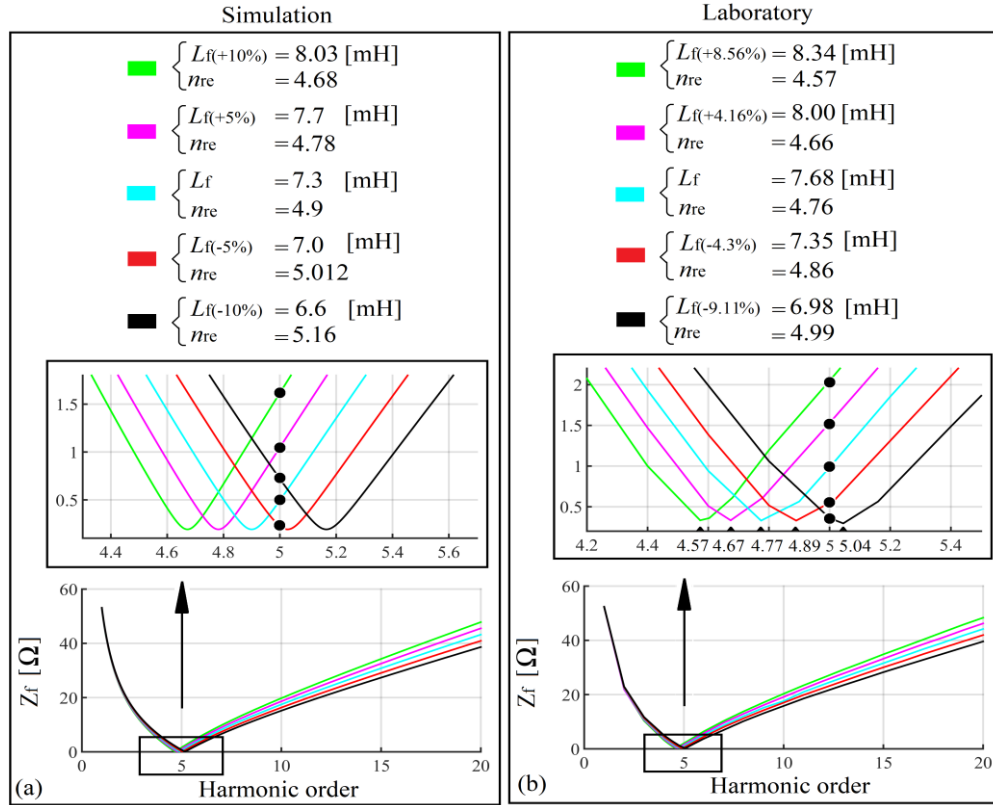 Simulation
Lf(+10%) = 8.03 [mH]
nre = 4.68
Lf(+5%) = 7.7 [mH]
nre = 4.78
Lf = 7.3 [mH]
nre = 4.9
Lf(-5%) = 7.0 [mH]
nre = 5.012
Lf(-10%) = 6.6 [mH]
nre = 5.16
1.5
1
0.5
4.4 4.6 4.8 5 5.2 5.4 5.6
60
40
20
0
Zf [Ω]
0 5 10 15 20
(a) Harmonic order
Laboratory
Lf(+8.56%) = 8.34 [mH]
nre = 4.57
Lf(+4.16%) = 8.00 [mH]
nre = 4.66
Lf = 7.68 [mH]
nre = 4.76
Lf(-4.3%) = 7.35 [mH]
nre = 4.86
Lf(-9.11%) = 6.98 [mH]
nre = 4.99
2
1.5
1
0.5
4.2 4.4 4.57 4.67 4.77 4.89 5 5.04 5.2 5.4
60
40
20
0
0 5 10 15 20
(b) Harmonic order